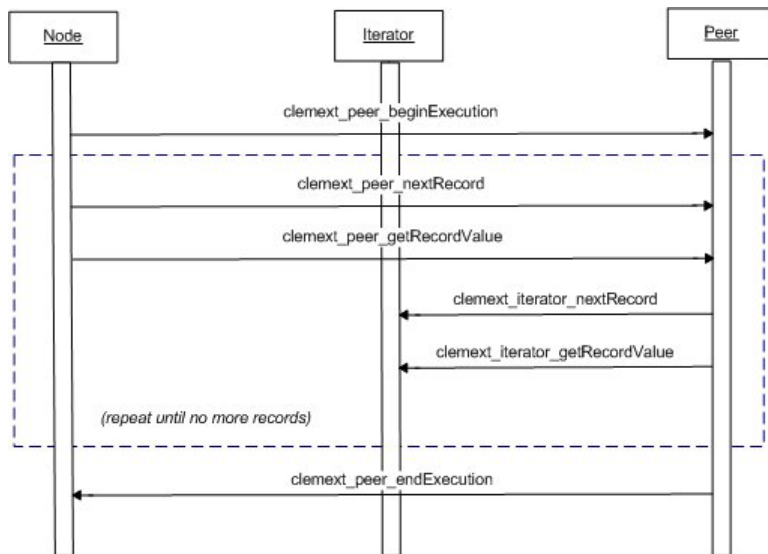 Node
Iterator
Peer
clemext_peer_beginExecution
clemext_peer_nextRecord
clemext_peer_getRecordValue
clemext_iterator_nextRecord
clemext_iterator_getRecordValue
(repeat until no more records)
clemext_peer_endExecution